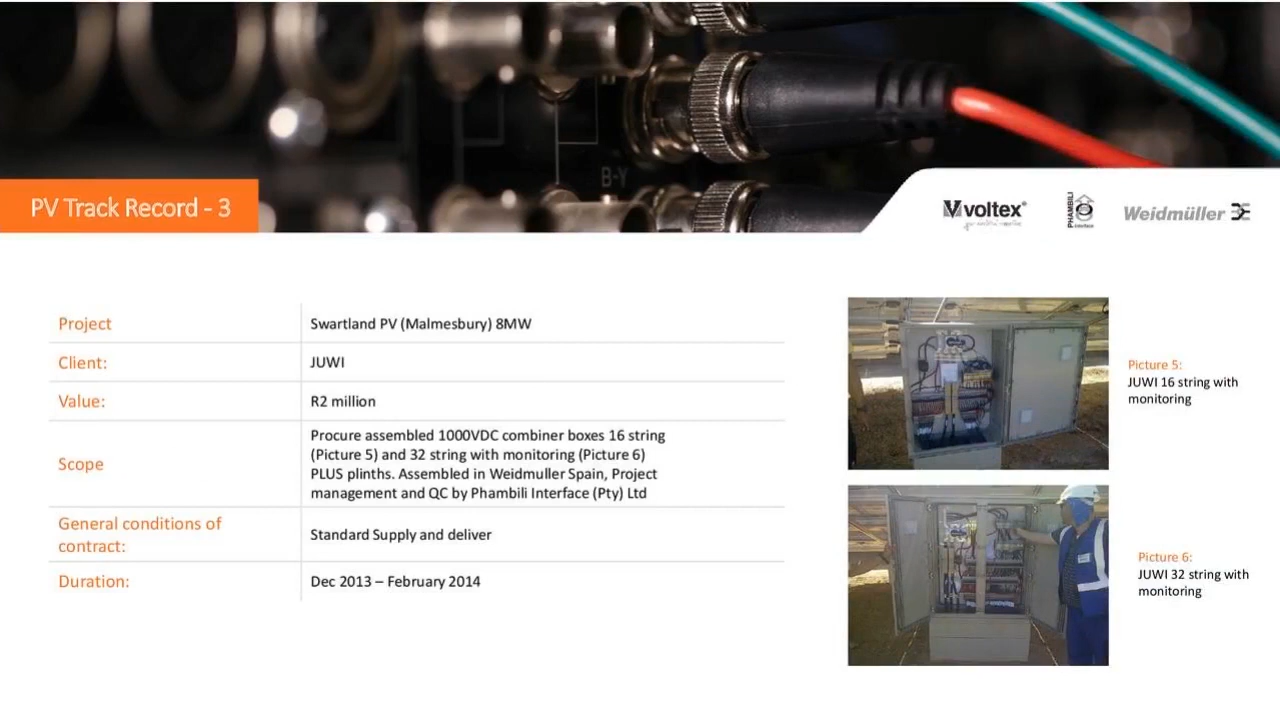 B-Y
PV Track Record - 3
voltex
PHAMBILI
interface
Weidmüller
Project
Swartland PV (Malmesbury) 8MW
Client:
JUWI
Value:
R2 million
Scope
Procure assembled 1000VDC combiner boxes 16 string
(Picture 5) and 32 string with monitoring (Picture 6)
PLUS plinths. Assembled in Weidmuller Spain, Project
management and QC by Phambili Interface (Pty) Ltd
General conditions of
contract:
Standard Supply and deliver
Duration:
Dec 2013 – February 2014
Picture 5:
JUWI 16 string with
monitoring
Picture 6:
JUWI 32 string with
monitoring